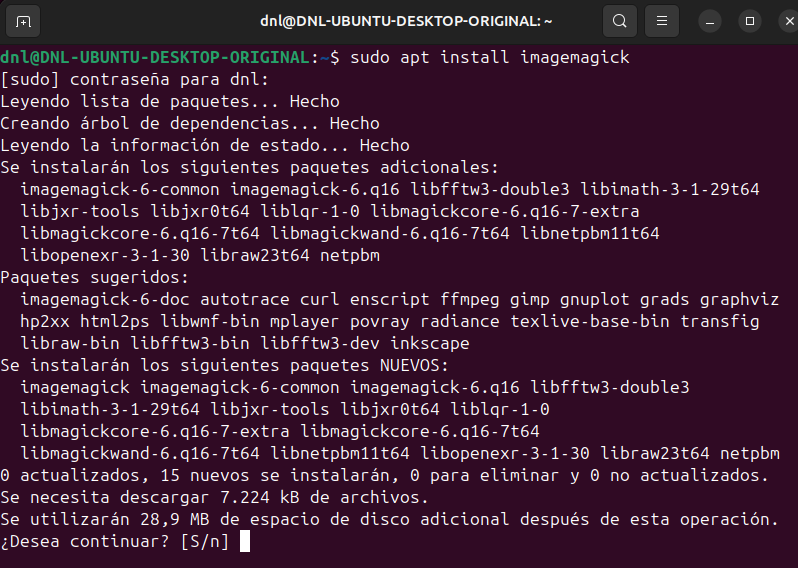 dnl@DNL-UBUNTU-DESKTOP-ORIGINAL: ~
dnl@DNL-UBUNTU-DESKTOP-ORIGINAL:~$ sudo apt install imagemagick
[sudo] contraseña para dnl:
Leyendo lista de paquetes... Hecho
Creando árbol de dependencias... Hecho
Leyendo la información de estado... Hecho
Se instalarán los siguientes paquetes adicionales:
  imagemagick-6-common imagemagick-6.q16 libfftw3-double3 libimath-3-1-29t64
  libjxr-tools libjxr0t64 liblqr-1-0 libmagickcore-6.q16-7-extra
  libmagickcore-6.q16-7t64 libmagickwand-6.q16-7t64 libnetpbm11t64
  libopenexr-3-1-30 libraw23t64 netpbm
Paquetes sugeridos:
  imagemagick-6-doc autotrace curl enscript ffmpeg gimp gnuplot grads graphviz
  hp2xx html2ps libwmf-bin mplayer povray radiance texlive-base-bin transfig
  libraw-bin libfftw3-bin libfftw3-dev inkscape
Se instalarán los siguientes paquetes NUEVOS:
  imagemagick imagemagick-6-common imagemagick-6.q16 libfftw3-double3
  libimath-3-1-29t64 libjxr-tools libjxr0t64 liblqr-1-0
  libmagickcore-6.q16-7-extra libmagickcore-6.q16-7t64
  libmagickwand-6.q16-7t64 libnetpbm11t64 libopenexr-3-1-30 libraw23t64 netpbm
0 actualizados, 15 nuevos se instalarán, 0 para eliminar y 0 no actualizados.
Se necesita descargar 7.224 kB de archivos.
Se utilizarán 28,9 MB de espacio de disco adicional después de esta operación.
¿Desea continuar? [S/n]